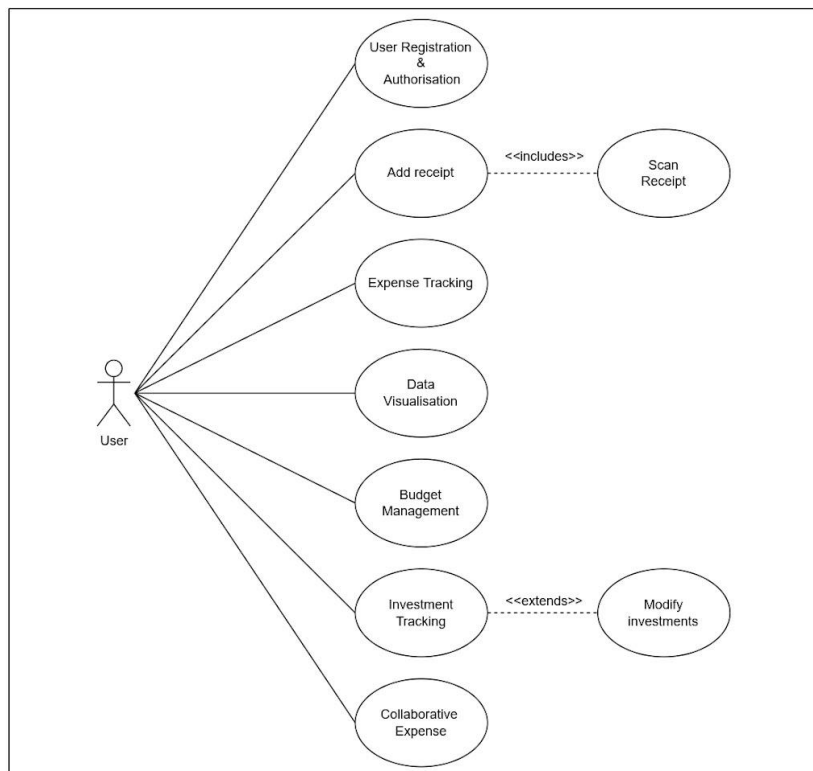 User Registration
&
Authorisation
Add receipt
<<includes>>
Scan
Receipt
Expense Tracking
Data
Visualisation
User
Budget
Management
Investment
Tracking
<<extends>>
Modify
investments
Collaborative
Expense